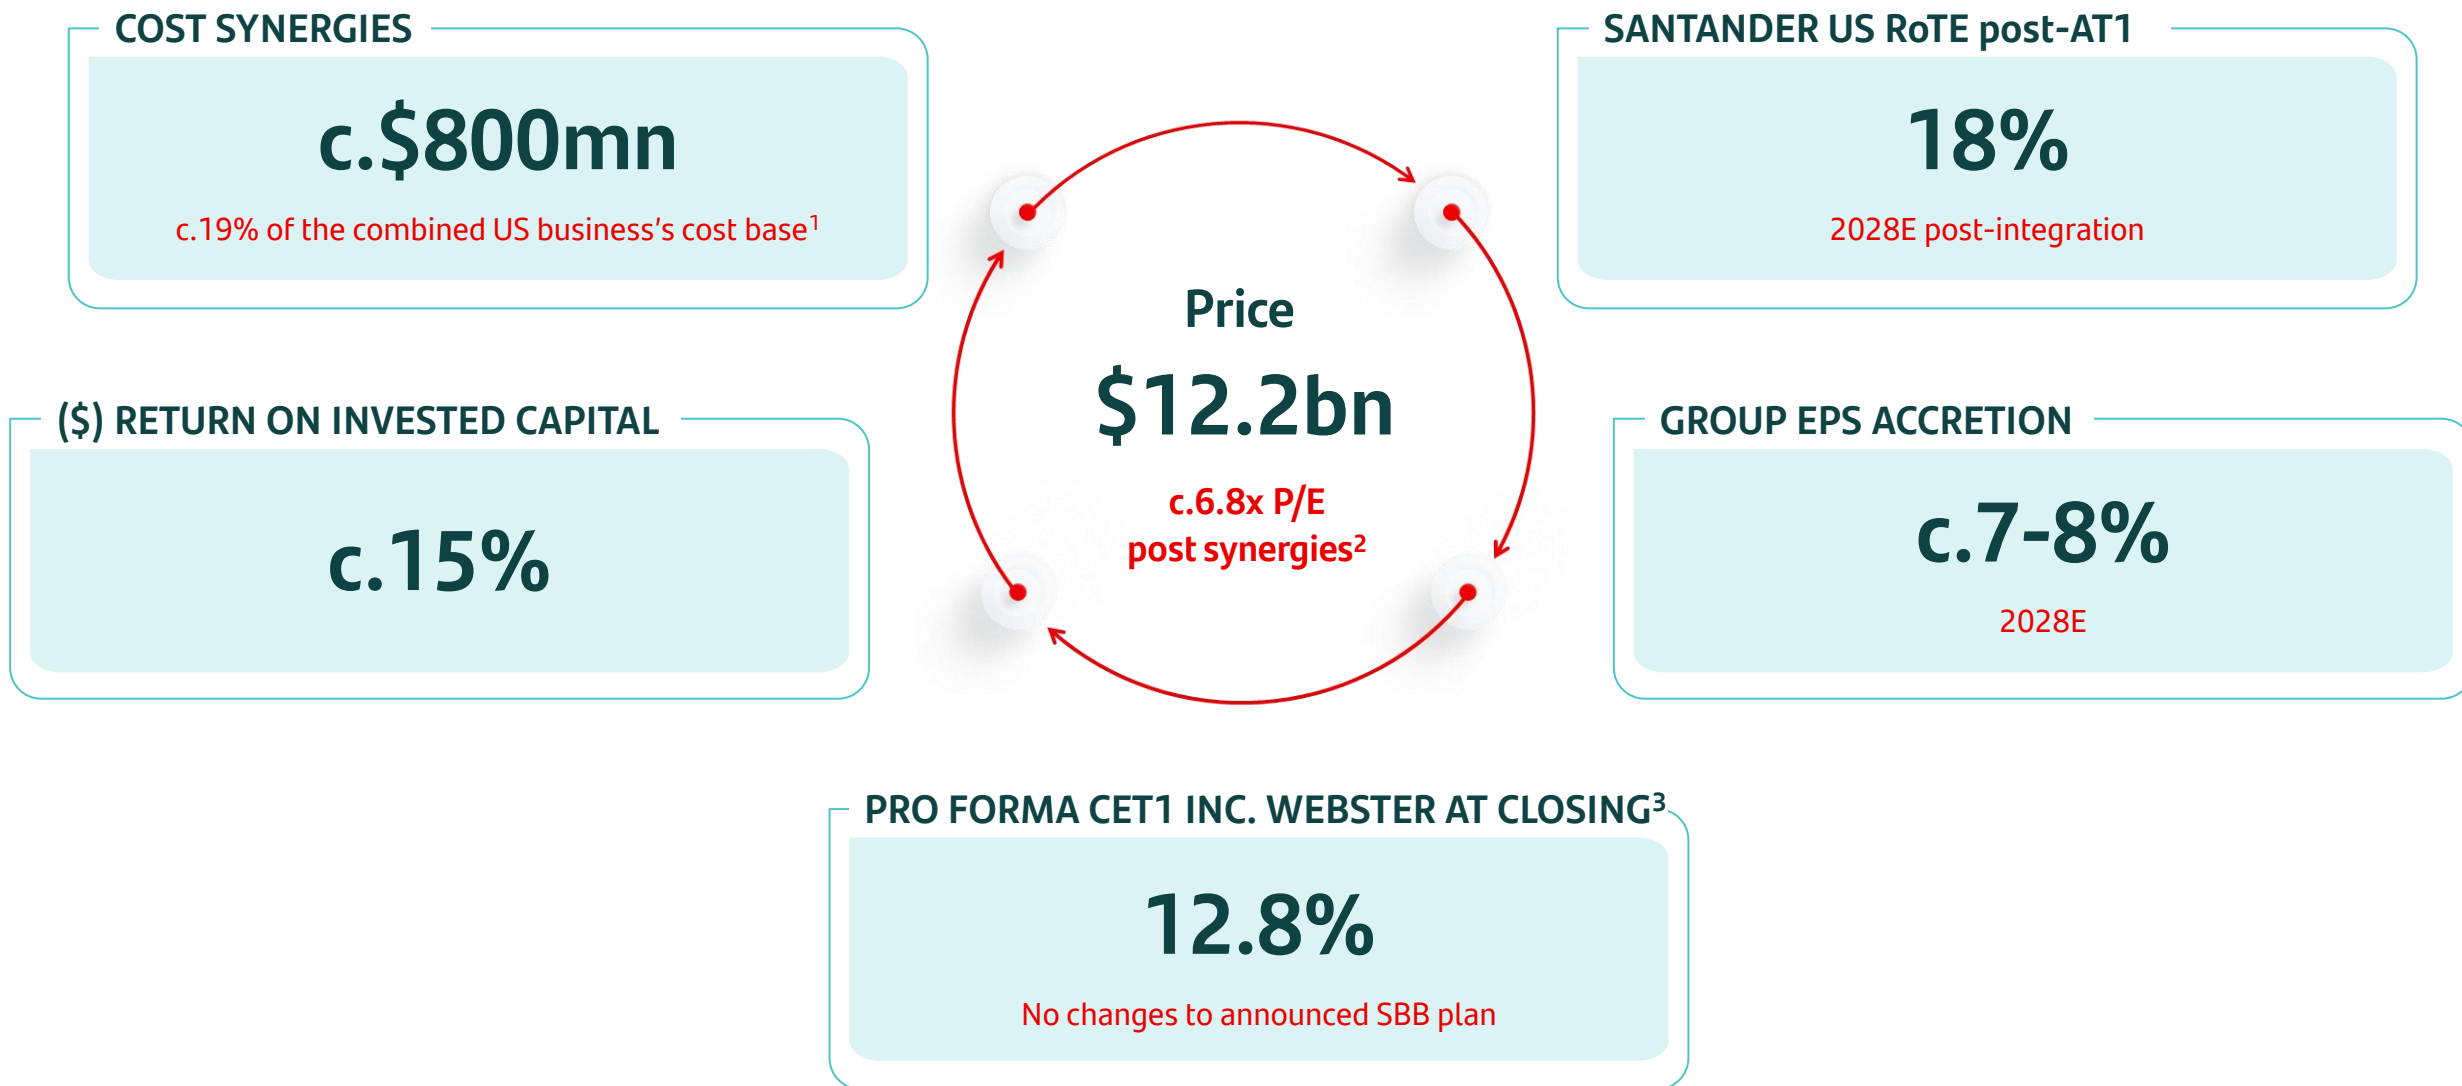 COST SYNERGIES
c.$800mn
c.19% of the combined US business's cost base¹
SANTANDER US RoTE post-AT1
18%
2028E post-integration
Price
$12.2bn
c.6.8x P/E
post synergies²
($) RETURN ON INVESTED CAPITAL
c.15%
GROUP EPS ACCRETION
c.7-8%
2028E
PRO FORMA CET1 INC. WEBSTER AT CLOSING³
12.8%
No changes to announced SBB plan